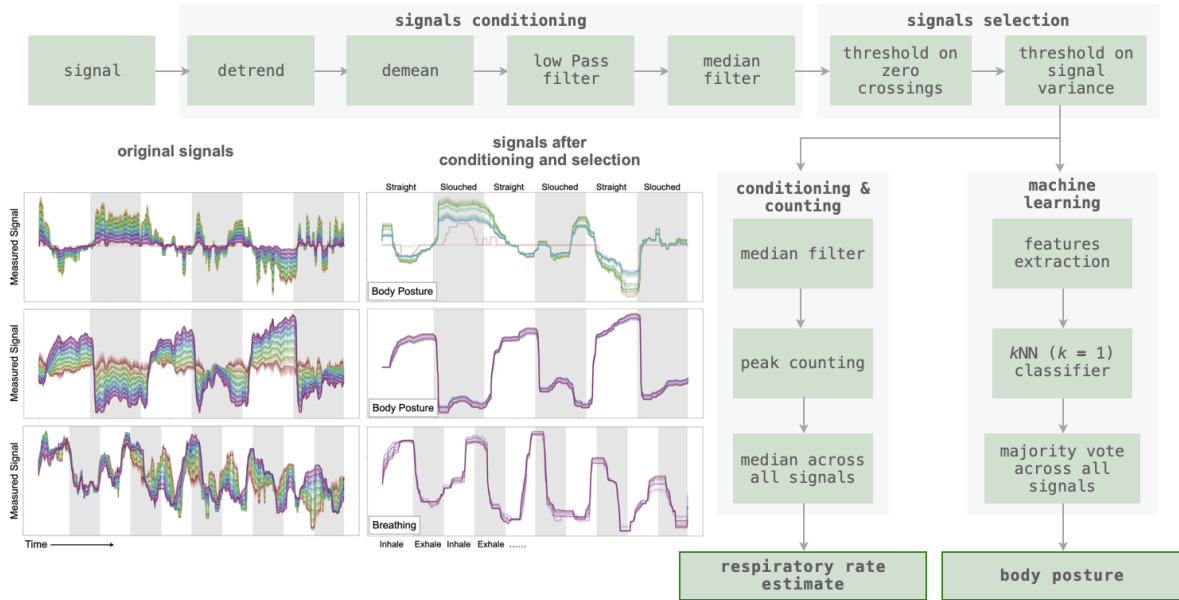 signals conditioning
signals selection
signal
detrend
demean
low Pass
filter
median
filter
threshold on
zero
crossings
threshold on
signal
variance
original signals
signals after
conditioning and selection
Straight
Slouched
Straight
Slouched
Straight
Slouched
Measured Signal
Body Posture
Measured Signal
Body Posture
Measured Signal
Breathing
Time
Inhale
Exhale
Inhale
Exhale
......
conditioning &
counting
median filter
peak counting
median across
all signals
respiratory rate
estimate
machine
learning
features
extraction
kNN (k = 1)
classifier
majority vote
across all
signals
body posture